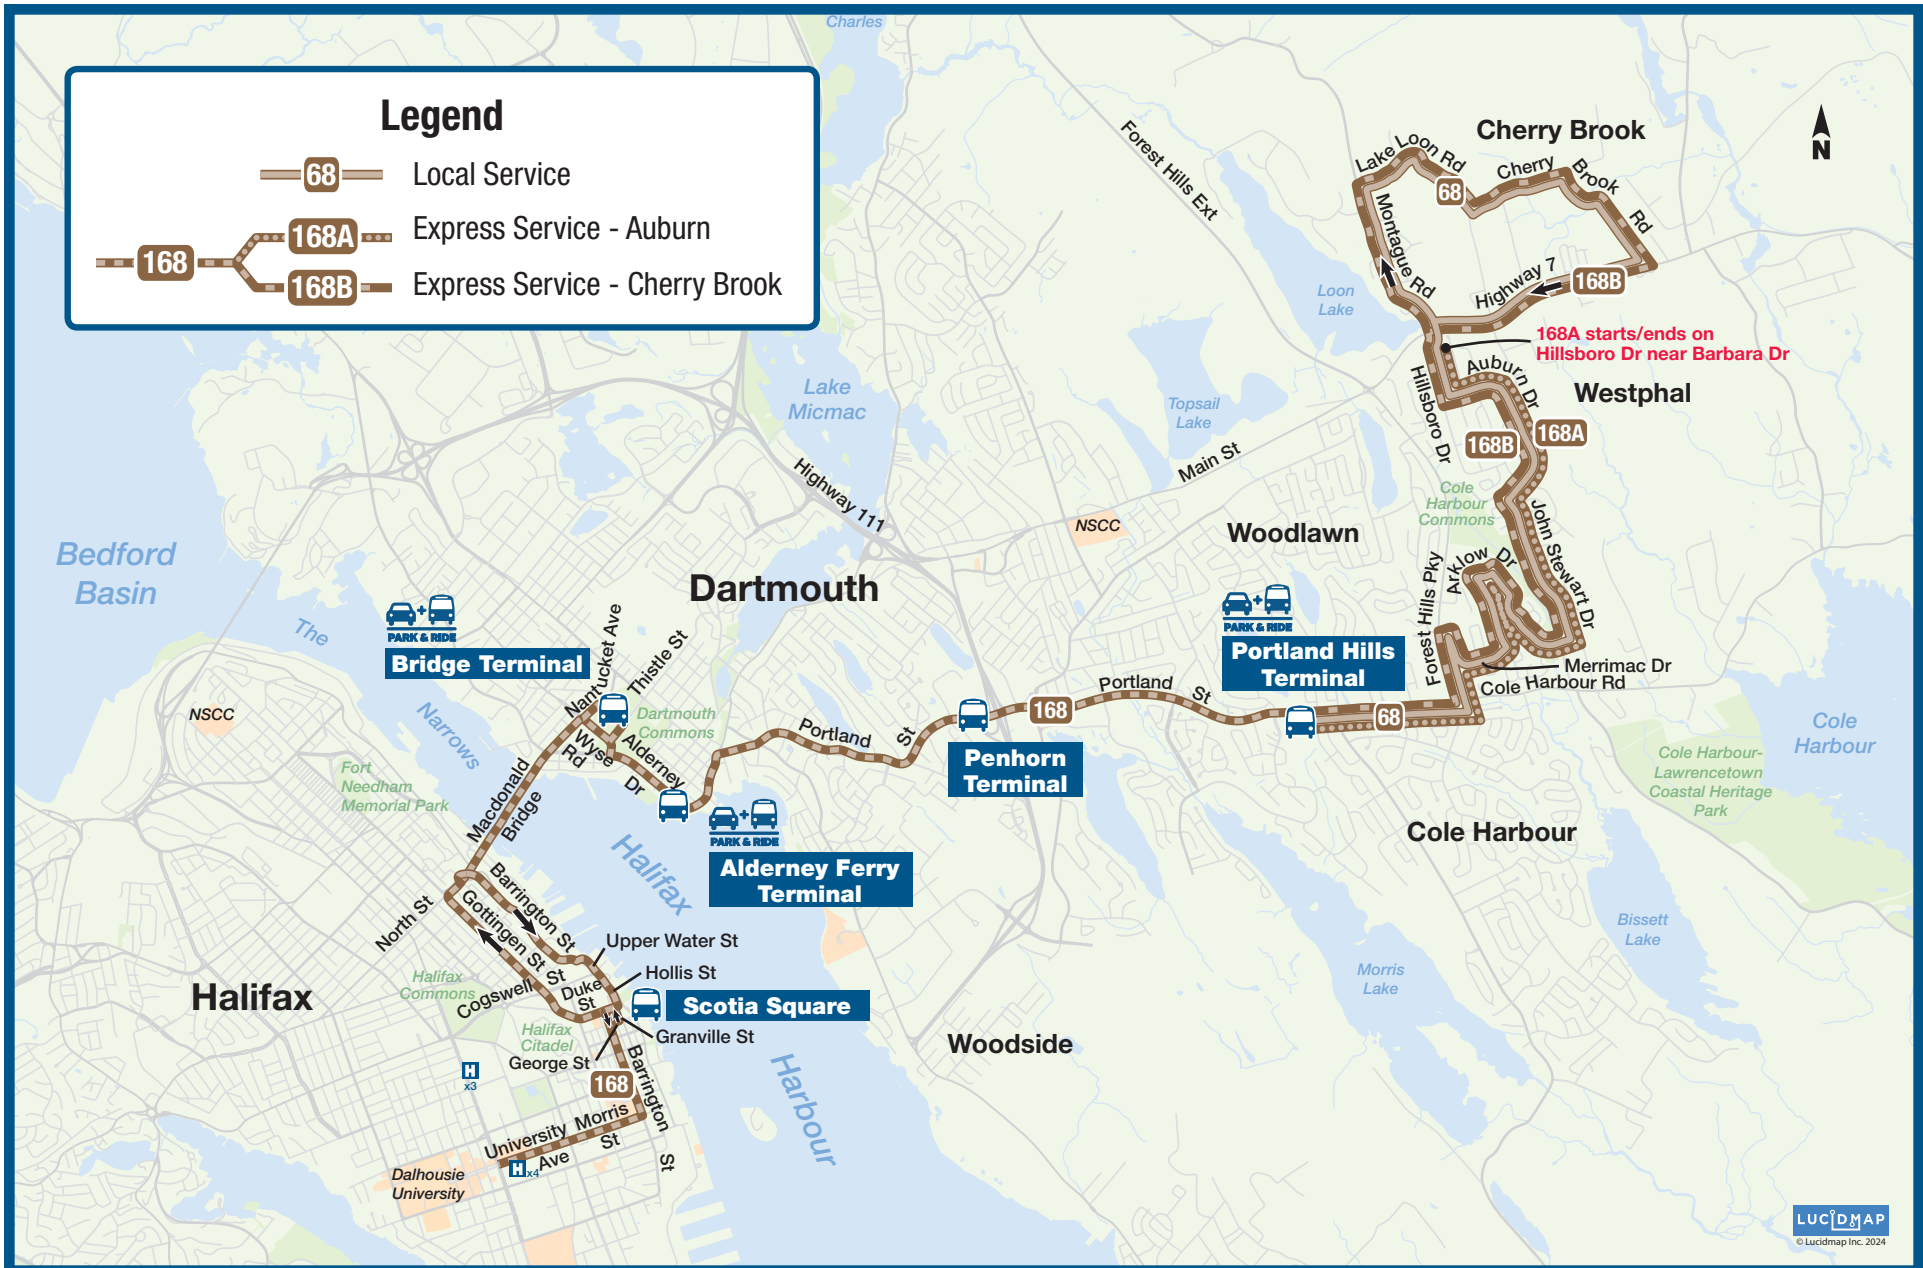 Charles
Legend
68 Local Service
168
168A Express Service - Auburn
168B Express Service - Cherry Brook
N
Cherry Brook
Forest Hills Ext
Lake Loon Rd
68
Cherry Brook Rd
Montague Rd
Highway 7
168B
Loon
Lake
168A starts/ends on
Hillsboro Dr near Barbara Dr
Auburn Dr
Westphal
Hillsboro Dr
168B
168A
Lake
Micmac
Topsail
Lake
Main St
Highway 111
NSCC
Cole
Harbour
Commons
John Stewart Dr
Woodlawn
Arklow Dr
Forest Hills Pky
Bedford
Basin
The
Narrows
Dartmouth
PARK & RIDE
Bridge Terminal
Nantucket Ave
Thistle St
Dartmouth
Commons
PARK & RIDE
Portland Hills
Terminal
Merrimac Dr
Cole Harbour Rd
68
NSCC
Portland St
168
Portland St
Penhorn
Terminal
Wyse
Rd
Alderney
Dr
Cole
Harbour
Cole Harbour-
Lawrencetown
Coastal Heritage
Park
Fort
Needham
Memorial Park
Macdonald
Bridge
PARK & RIDE
Alderney Ferry
Terminal
Cole Harbour
Halifax
Harbour
Barrington St
Gottingen St
North St
Upper Water St
Hollis St
Bissett
Lake
Morris
Lake
Halifax
Commons
Cogswell St
Duke
St
Scotia Square
Halifax
Halifax
Citadel
Granville St
George St
Woodside
H
x3
168
Barrington
St
University
Ave
Morris
St
H
x4
Dalhousie
University
LUCIDMAP
© Lucidmap Inc. 2024